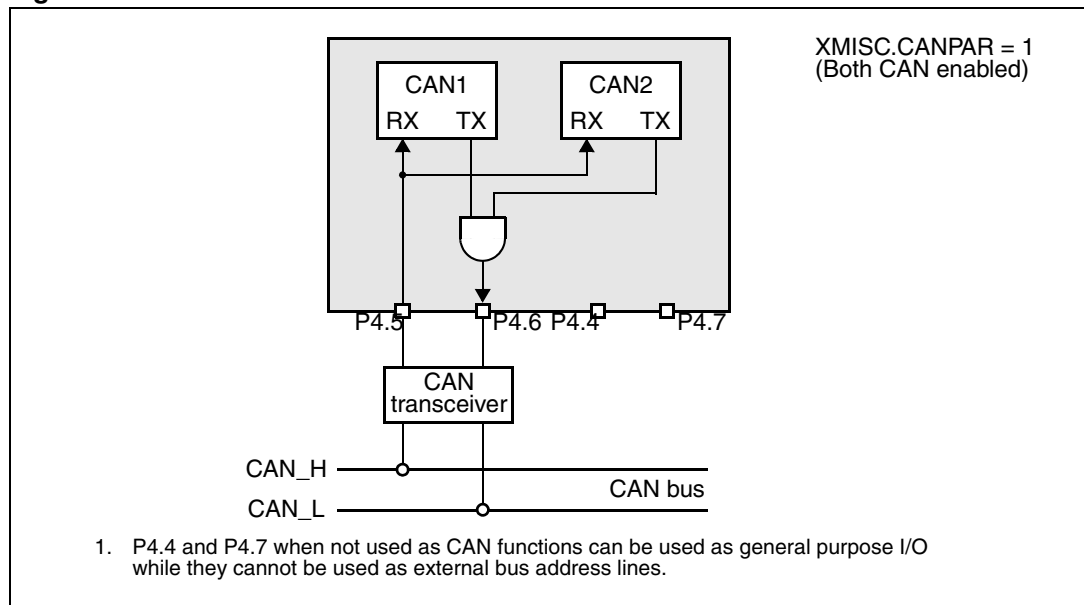 XMISC.CANPAR = 1
(Both CAN enabled)
CAN1
RX TX
CAN2
RX TX
P4.5 P4.6 P4.4 P4.7
CAN
transceiver
CAN_H
CAN bus
CAN_L
1. P4.4 and P4.7 when not used as CAN functions can be used as general purpose I/O
while they cannot be used as external bus address lines.